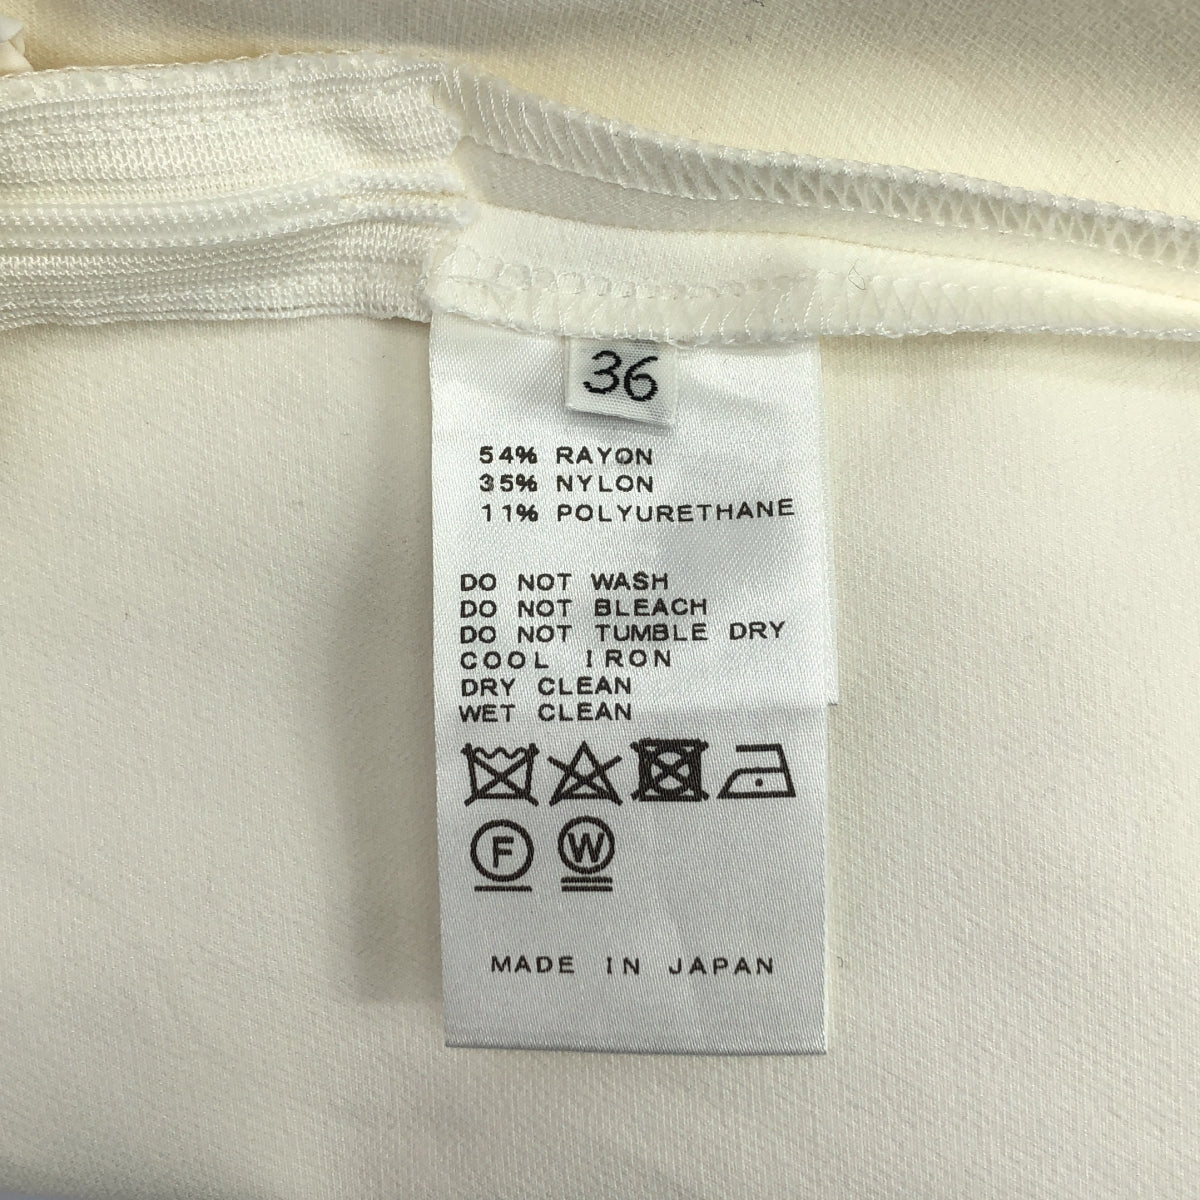 36
54% RAYON
35% NYLON
11% POLYURETHANE
DO NOT WASH
DO NOT BLEACH
DO NOT TUMBLE DRY
COOL IRON
DRY CLEAN
WET CLEAN
F W
MADE IN JAPAN